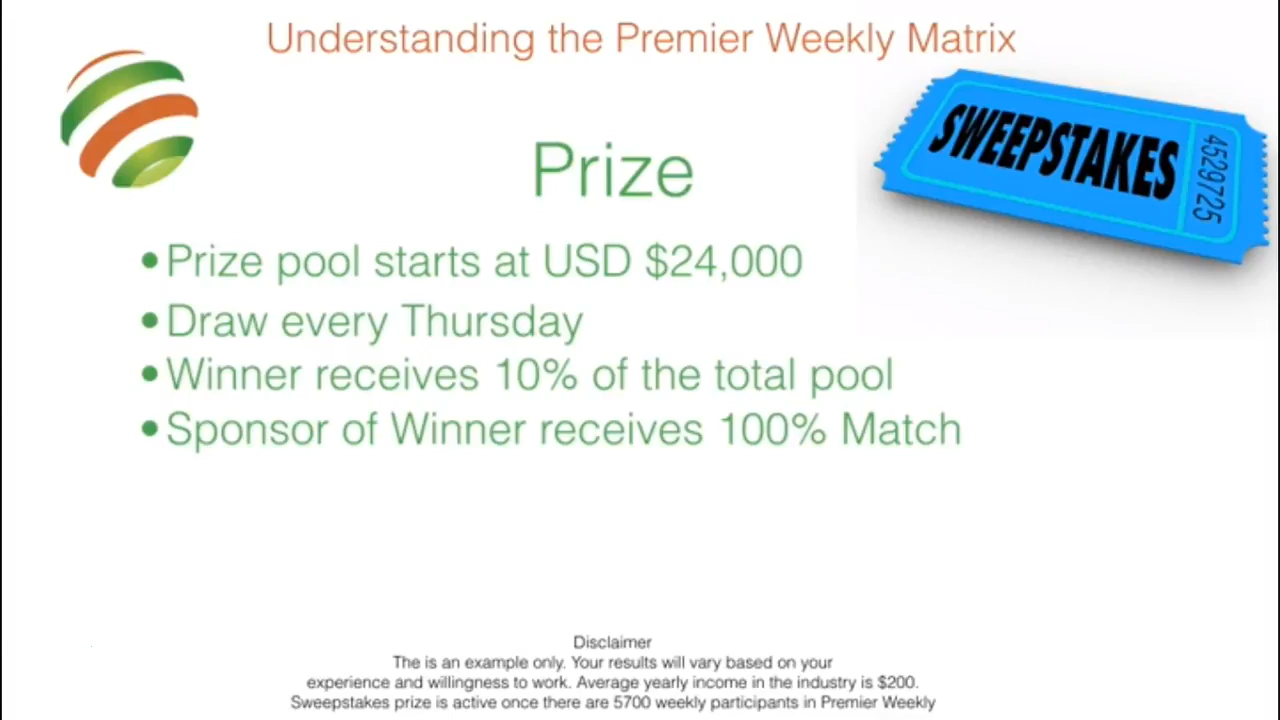 Understanding the Premier Weekly Matrix
SWEEPSTAKES
4529725
Prize
•Prize pool starts at USD $24,000
•Draw every Thursday
•Winner receives 10% of the total pool
•Sponsor of Winner receives 100% Match
Disclaimer
The is an example only. Your results will vary based on your
experience and willingness to work. Average yearly income in the industry is $200.
Sweepstakes prize is active once there are 5700 weekly participants in Premier Weekly